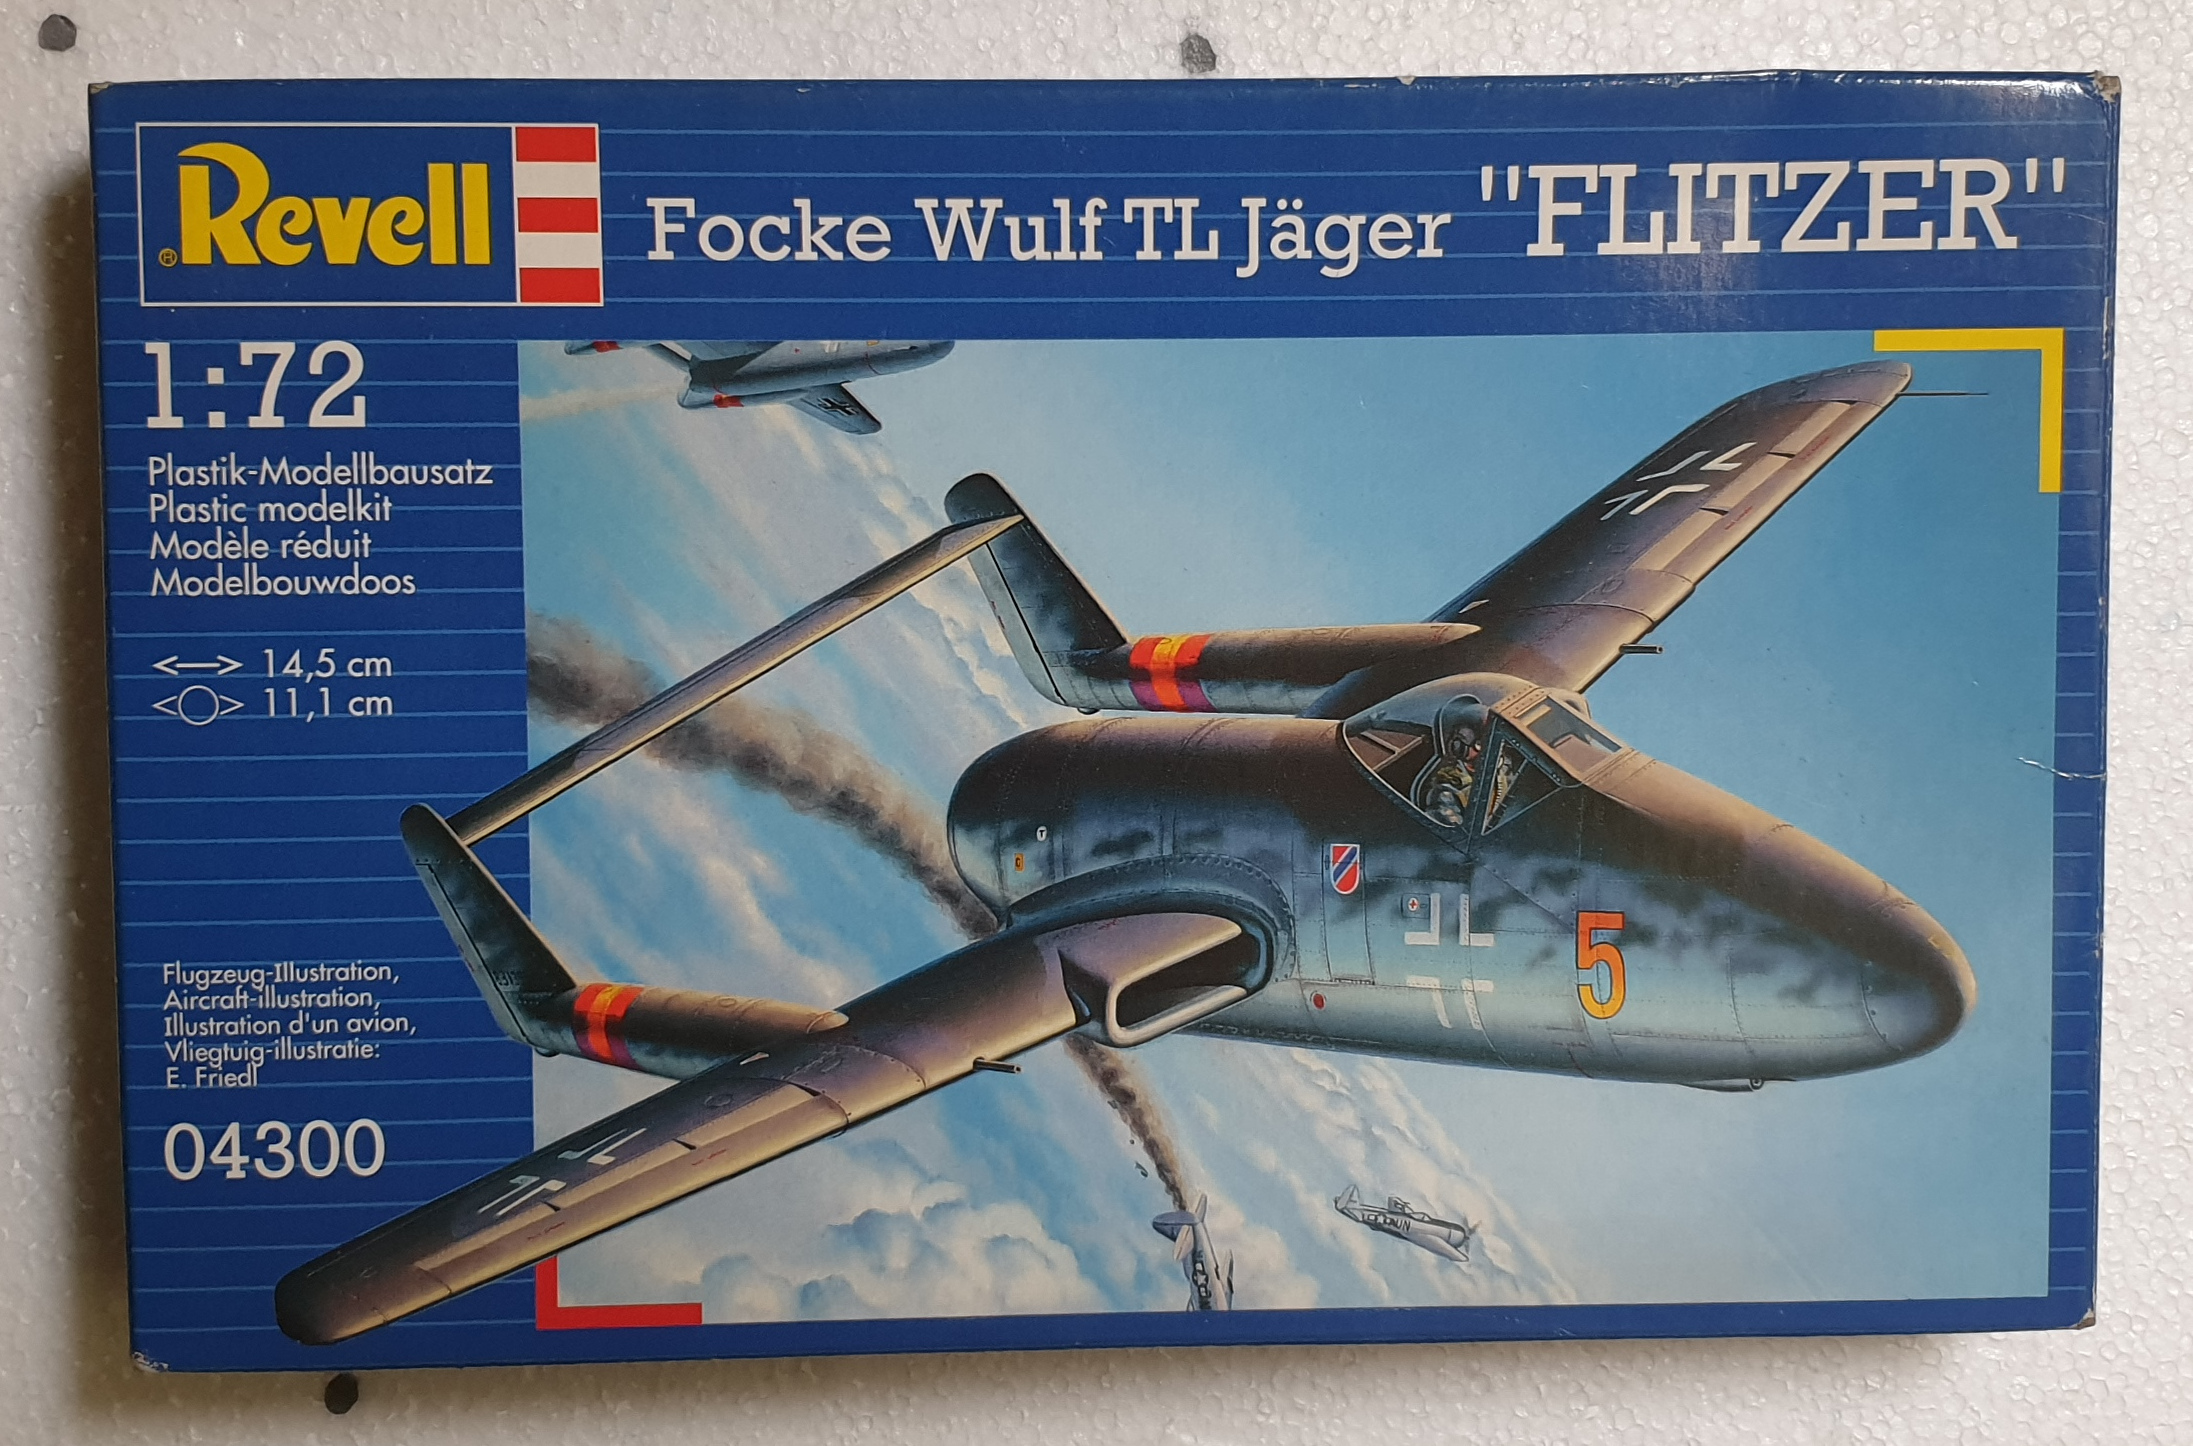 Revell
Focke Wulf TL Jäger "FLITZER"
1:72
Plastik-Modellbausatz
Plastic modelkit
Modèle réduit
Modelbouwdoos
<—> 14,5 cm
<◯> 11,1 cm
Flugzeug-Illustration,
Aircraft-illustration,
Illustration d'un avion,
Vliegtuig-illustratie:
E. Friedl
04300
5